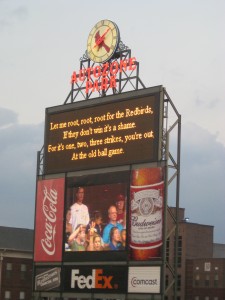 AUTOZONE
PARK
Let me root, root, root for the Redbirds,
If they don't win it's a shame.
For it's one, two, three strikes, you're out,
At the old ball game.
Coca-Cola
Budweiser
FedEx
COMCAST